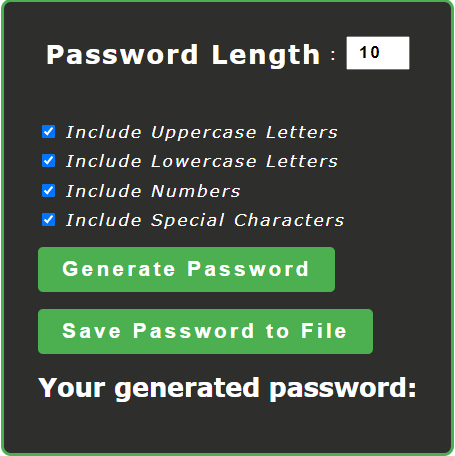 Password Length : 10
Include Uppercase Letters
Include Lowercase Letters
Include Numbers
Include Special Characters
Generate Password
Save Password to File
Your generated password: